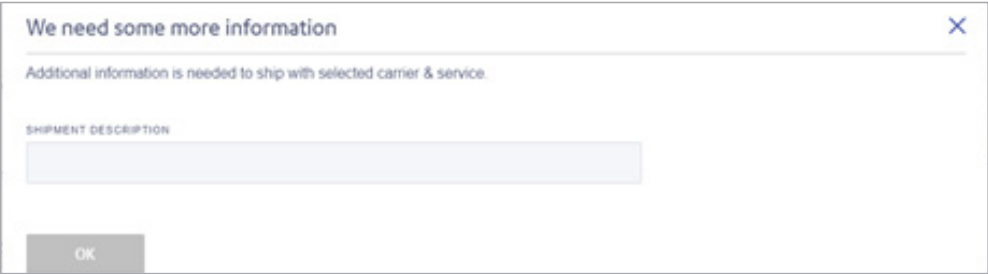 We need some more information
Additional information is needed to ship with selected carrier & service.
SHIPMENT DESCRIPTION
OK